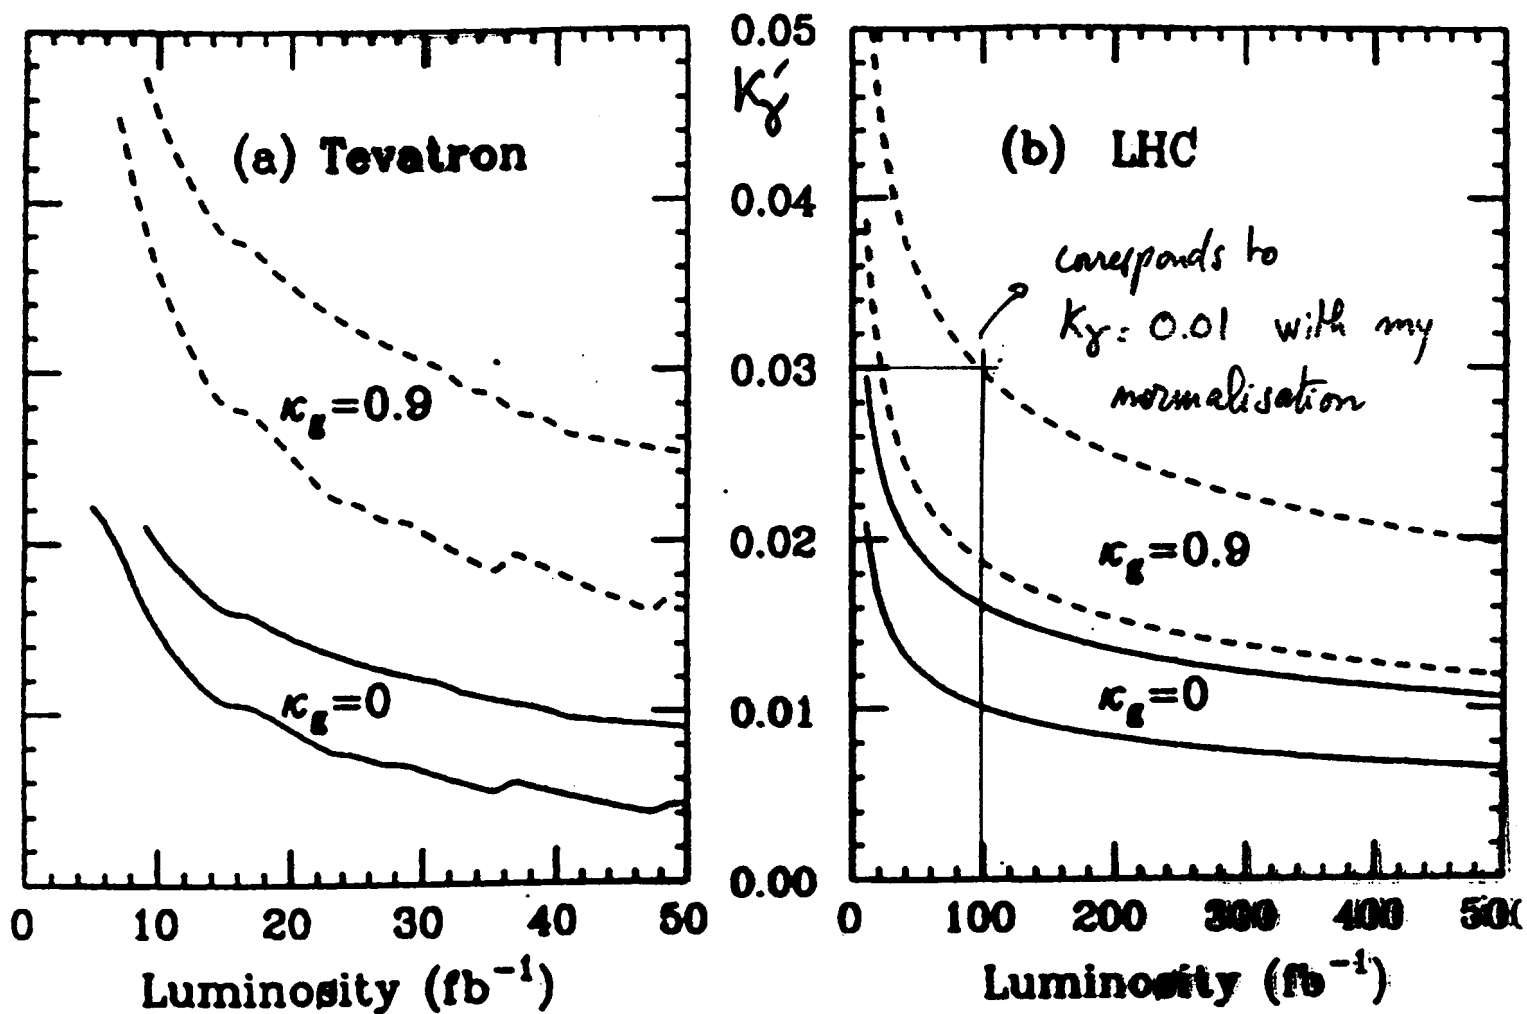 (a) Tevatron
κg=0.9
κg=0
0 10 20 30 40 50
Luminosity (fb⁻¹)
0.05
Kγ′
0.04
0.03
0.02
0.01
0.00
(b) LHC
corresponds to
Kγ = 0.01 with my
normalisation
κg=0.9
κg=0
0 100 200 300 400 500
Luminosity (fb⁻¹)